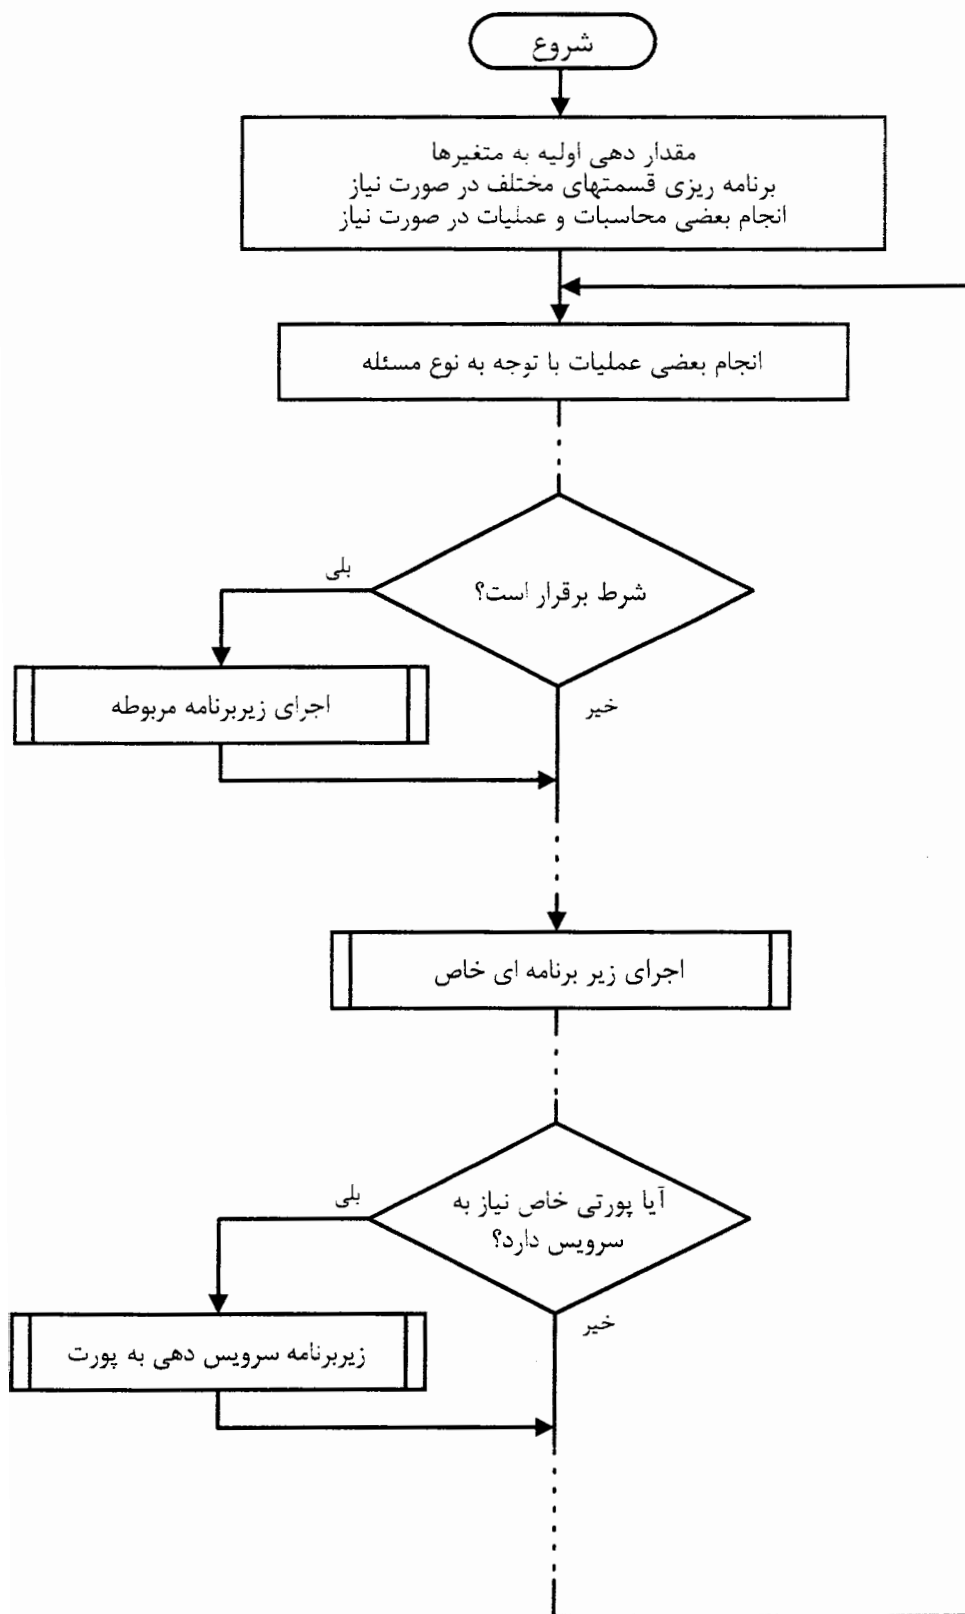 شروع
مقدار دهی اولیه به متغیرها
برنامه ریزی قسمتهای مختلف در صورت نیاز
انجام بعضی محاسبات و عملیات در صورت نیاز
انجام بعضی عملیات با توجه به نوع مسئله
شرط برقرار است؟
بلی
خیر
اجرای زیربرنامه مربوطه
اجرای زیر برنامه ای خاص
آیا پورتی خاص نیاز به
سرویس دارد؟
بلی
خیر
زیربرنامه سرویس دهی به پورت